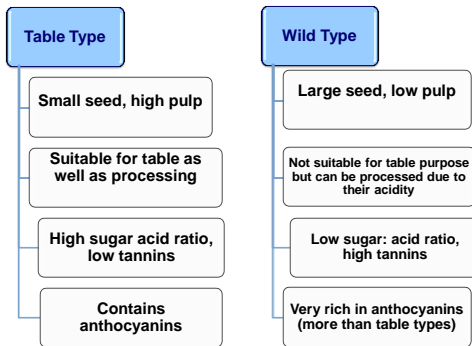 Table Type
Small seed, high pulp
Suitable for table as
well as processing
High sugar acid ratio,
low tannins
Contains
anthocyanins
Wild Type
Large seed, low pulp
Not suitable for table purpose
but can be processed due to
their acidity
Low sugar: acid ratio,
high tannins
Very rich in anthocyanins
(more than table types)